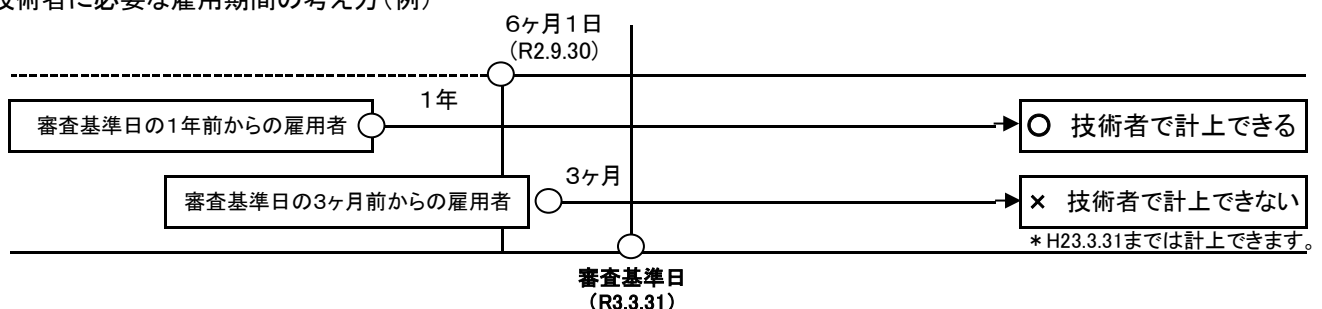 技術者に必要な雇用期間の考え方（例）
6ヶ月1日
（R2.9.30）
1年
審査基準日の1年前からの雇用者
○ 技術者で計上できる
3ヶ月
審査基準日の3ヶ月前からの雇用者
× 技術者で計上できない
＊H23.3.31までは計上できます。
審査基準日
（R3.3.31）